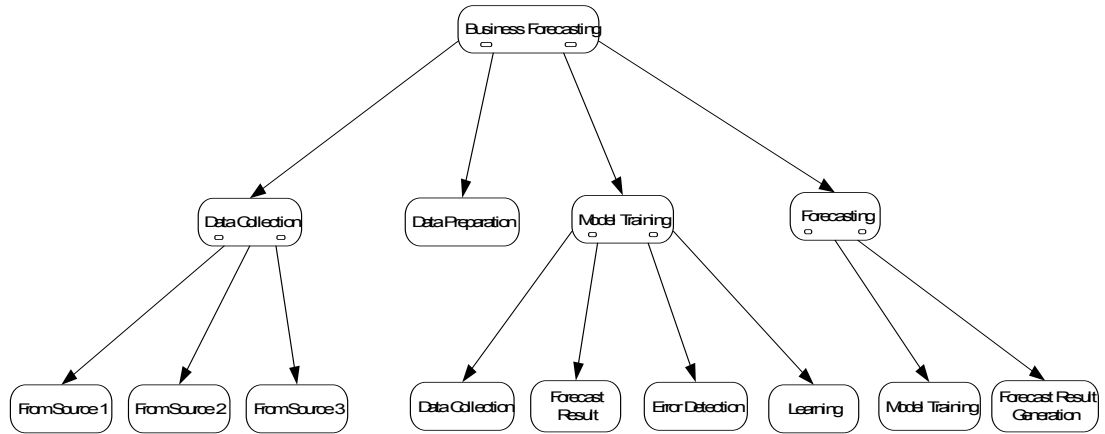 Business Forecasting
Data Collection
Data Preparation
Model Training
Forecasting
From Source 1
From Source 2
From Source 3
Data Collection
Forecast
Result
Error Detection
Learning
Model Training
Forecast Result
Generation